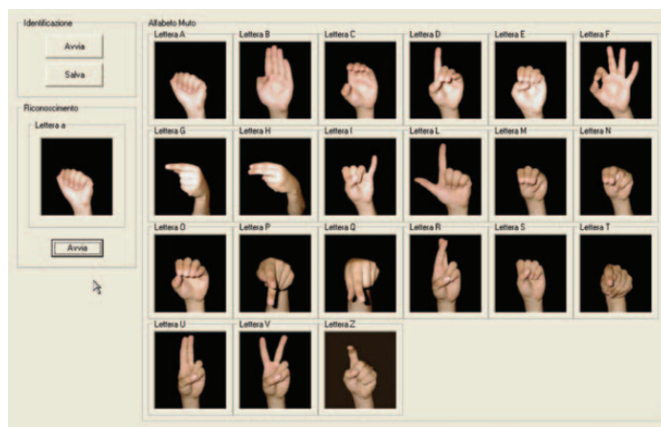 Identificazione
Avvia
Salva
Riconoscimento
Lettera a
Avvia
Alfabeto Muto
Lettera A
Lettera B
Lettera C
Lettera D
Lettera E
Lettera F
Lettera G
Lettera H
Lettera I
Lettera L
Lettera M
Lettera N
Lettera O
Lettera P
Lettera Q
Lettera R
Lettera S
Lettera T
Lettera U
Lettera V
Lettera Z